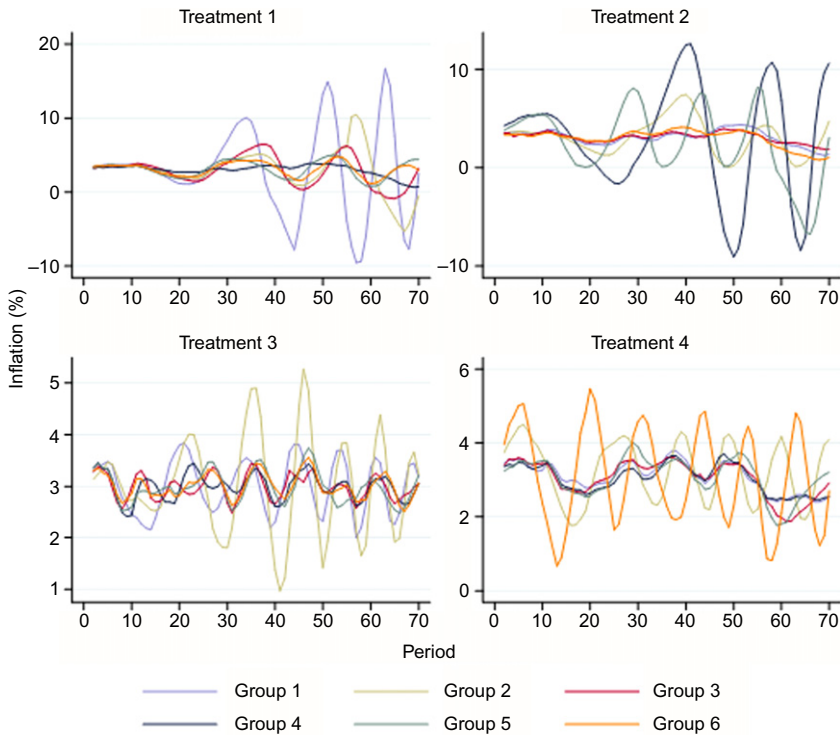 Treatment 1
Treatment 2
20
10
0
–10
10
0
–10
0 10 20 30 40 50 60 70
0 10 20 30 40 50 60 70
Inflation (%)
Treatment 3
Treatment 4
5
4
3
2
1
6
4
2
0
0 10 20 30 40 50 60 70
0 10 20 30 40 50 60 70
Period
Group 1 Group 2 Group 3
Group 4 Group 5 Group 6